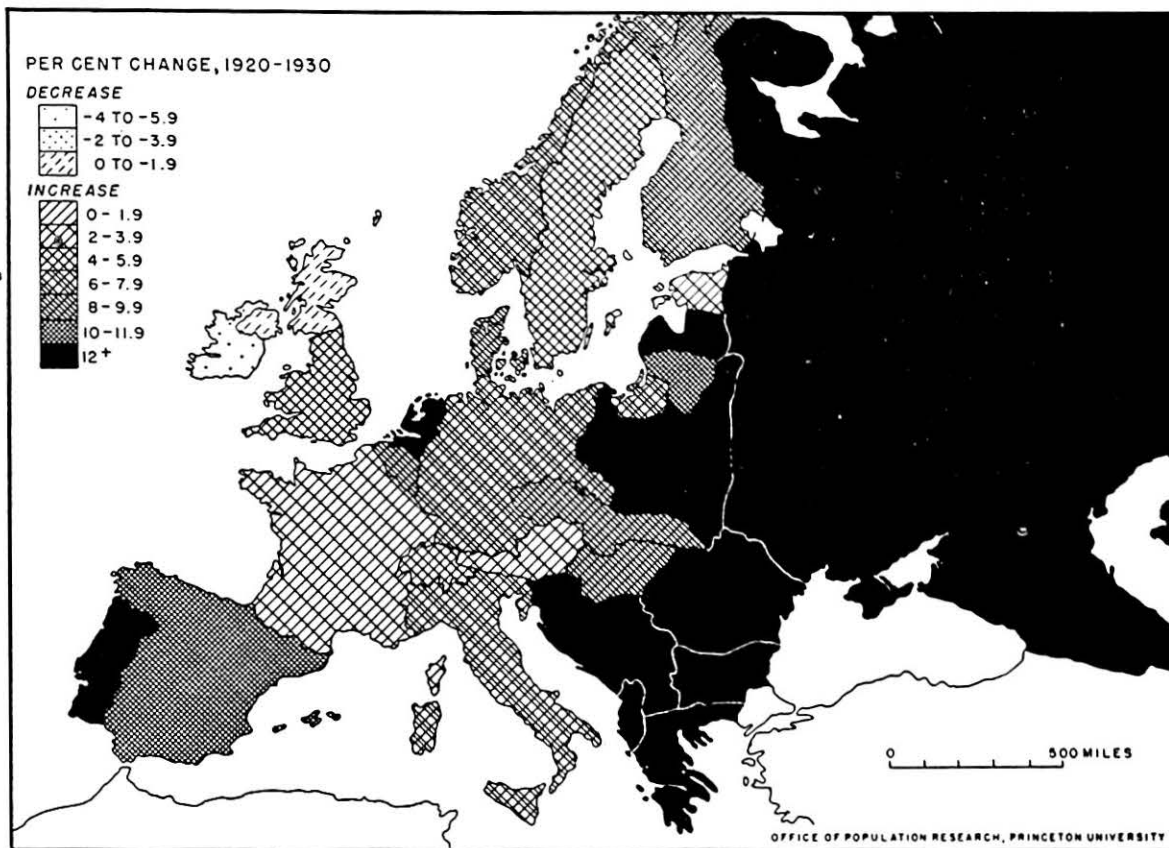 PER CENT CHANGE, 1920-1930
DECREASE
-4 TO -5.9
-2 TO -3.9
0 TO -1.9
INCREASE
0- 1.9
2- 3.9
4- 5.9
6- 7.9
8- 9.9
10-11.9
12+
0 500 MILES
OFFICE OF POPULATION RESEARCH, PRINCETON UNIVERSITY